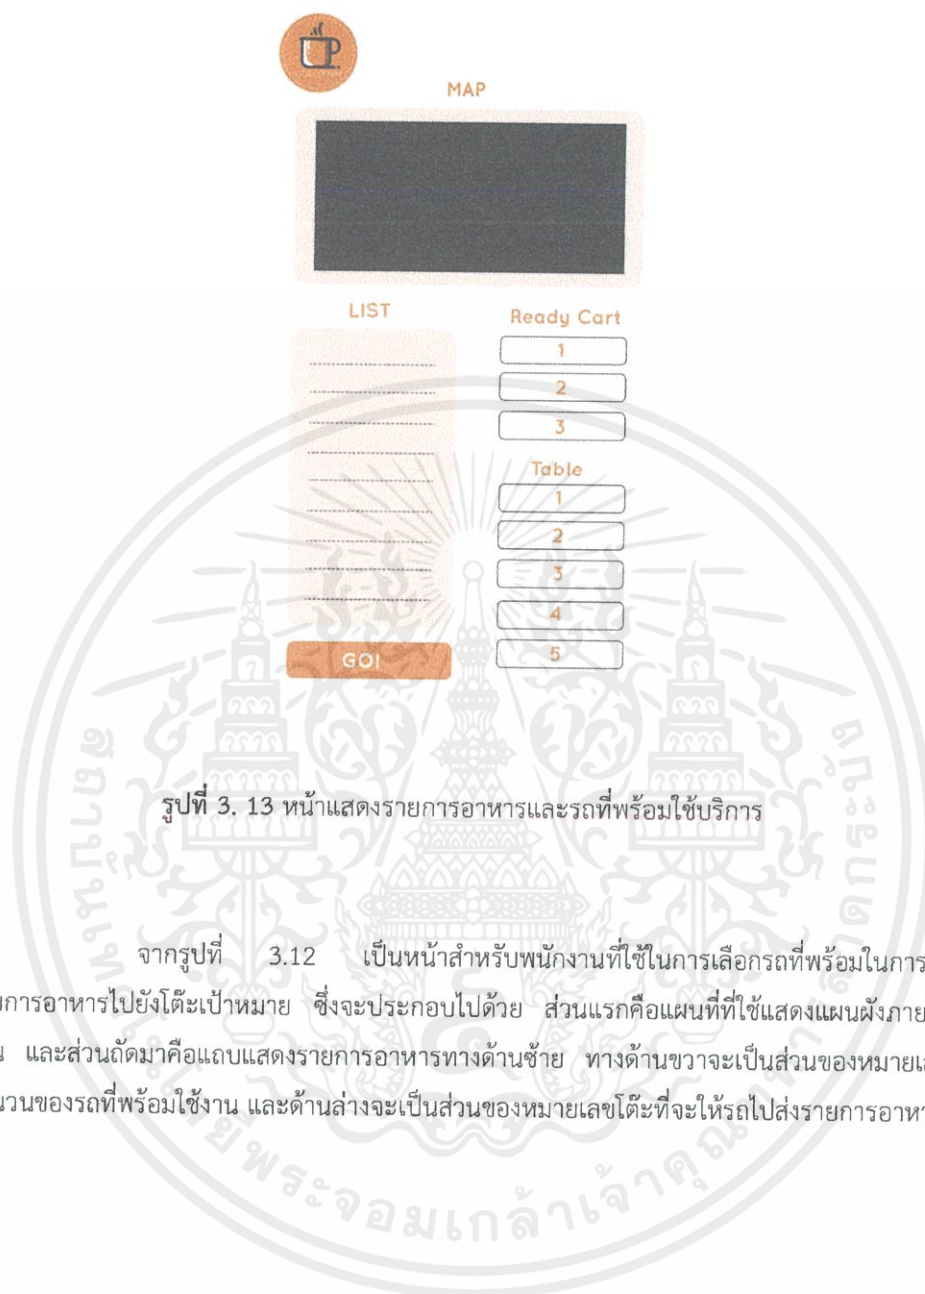 MAP
LIST
Ready Cart
1
2
3
Table
1
2
3
4
5
GO!
รูปที่ 3. 13 หน้าแสดงรายการอาหารและรถที่พร้อมใช้บริการ
จากรูปที่ 3.12 เป็นหน้าสำหรับพนักงานที่ใช้ในการเลือกรถที่พร้อมในการ
การอาหารไปยังโต๊ะเป้าหมาย ซึ่งจะประกอบไปด้วย ส่วนแรกคือแผนที่ที่ใช้แสดงแผนผังภาย
และส่วนถัดมาคือแถบแสดงรายการอาหารทางด้านซ้าย ทางด้านขวาจะเป็นส่วนของหมายเ
นวนของรถที่พร้อมใช้งาน และด้านล่างจะเป็นส่วนของหมายเลขโต๊ะที่จะให้รถไปส่งรายการอาหา